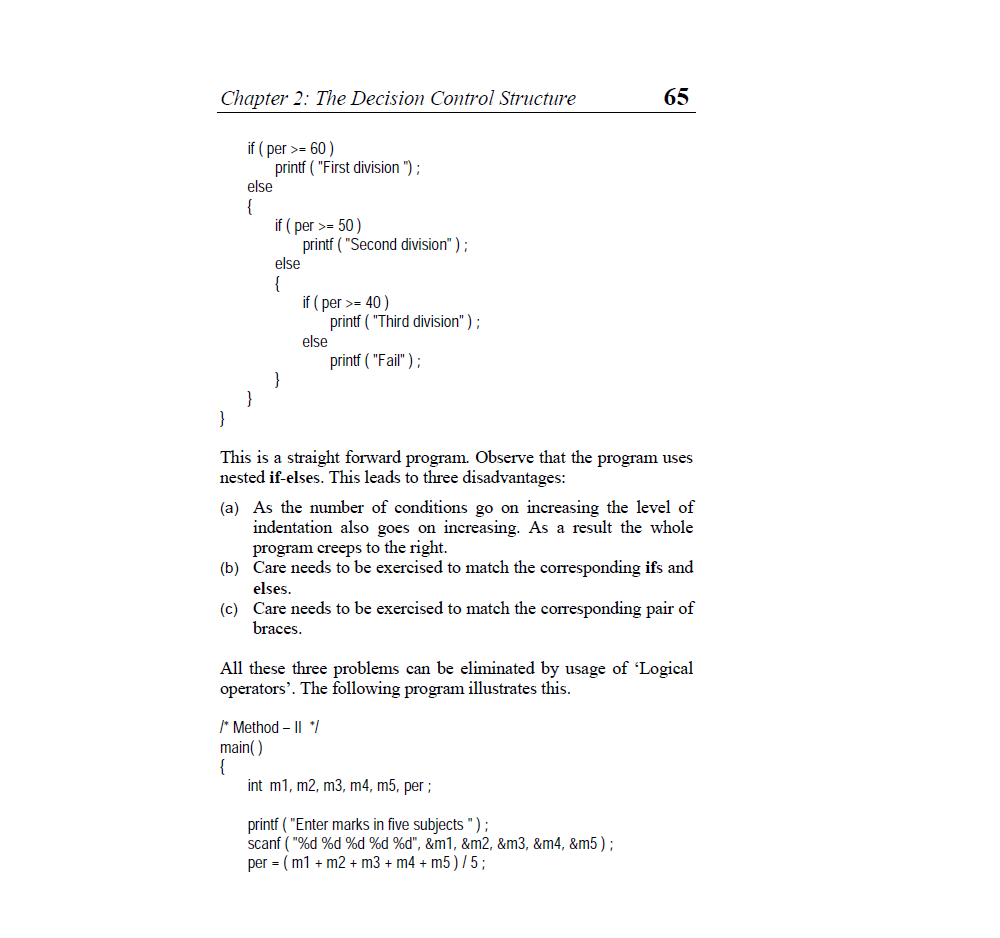 Chapter 2: The Decision Control Structure 65
if ( per >= 60 )
printf ( "First division ") ;
else
{
if ( per >= 50 )
printf ( "Second division" ) ;
else
{
if ( per >= 40 )
printf ( "Third division" ) ;
else
printf ( "Fail" ) ;
}
}
}
This is a straight forward program. Observe that the program uses
nested if-elses. This leads to three disadvantages:
(a) As the number of conditions go on increasing the level of
indentation also goes on increasing. As a result the whole
program creeps to the right.
(b) Care needs to be exercised to match the corresponding ifs and
elses.
(c) Care needs to be exercised to match the corresponding pair of
braces.
All these three problems can be eliminated by usage of ‘Logical
operators’. The following program illustrates this.
/* Method – II */
main( )
{
int m1, m2, m3, m4, m5, per ;
printf ( "Enter marks in five subjects " ) ;
scanf ( "%d %d %d %d %d", &m1, &m2, &m3, &m4, &m5 ) ;
per = ( m1 + m2 + m3 + m4 + m5 ) / 5 ;